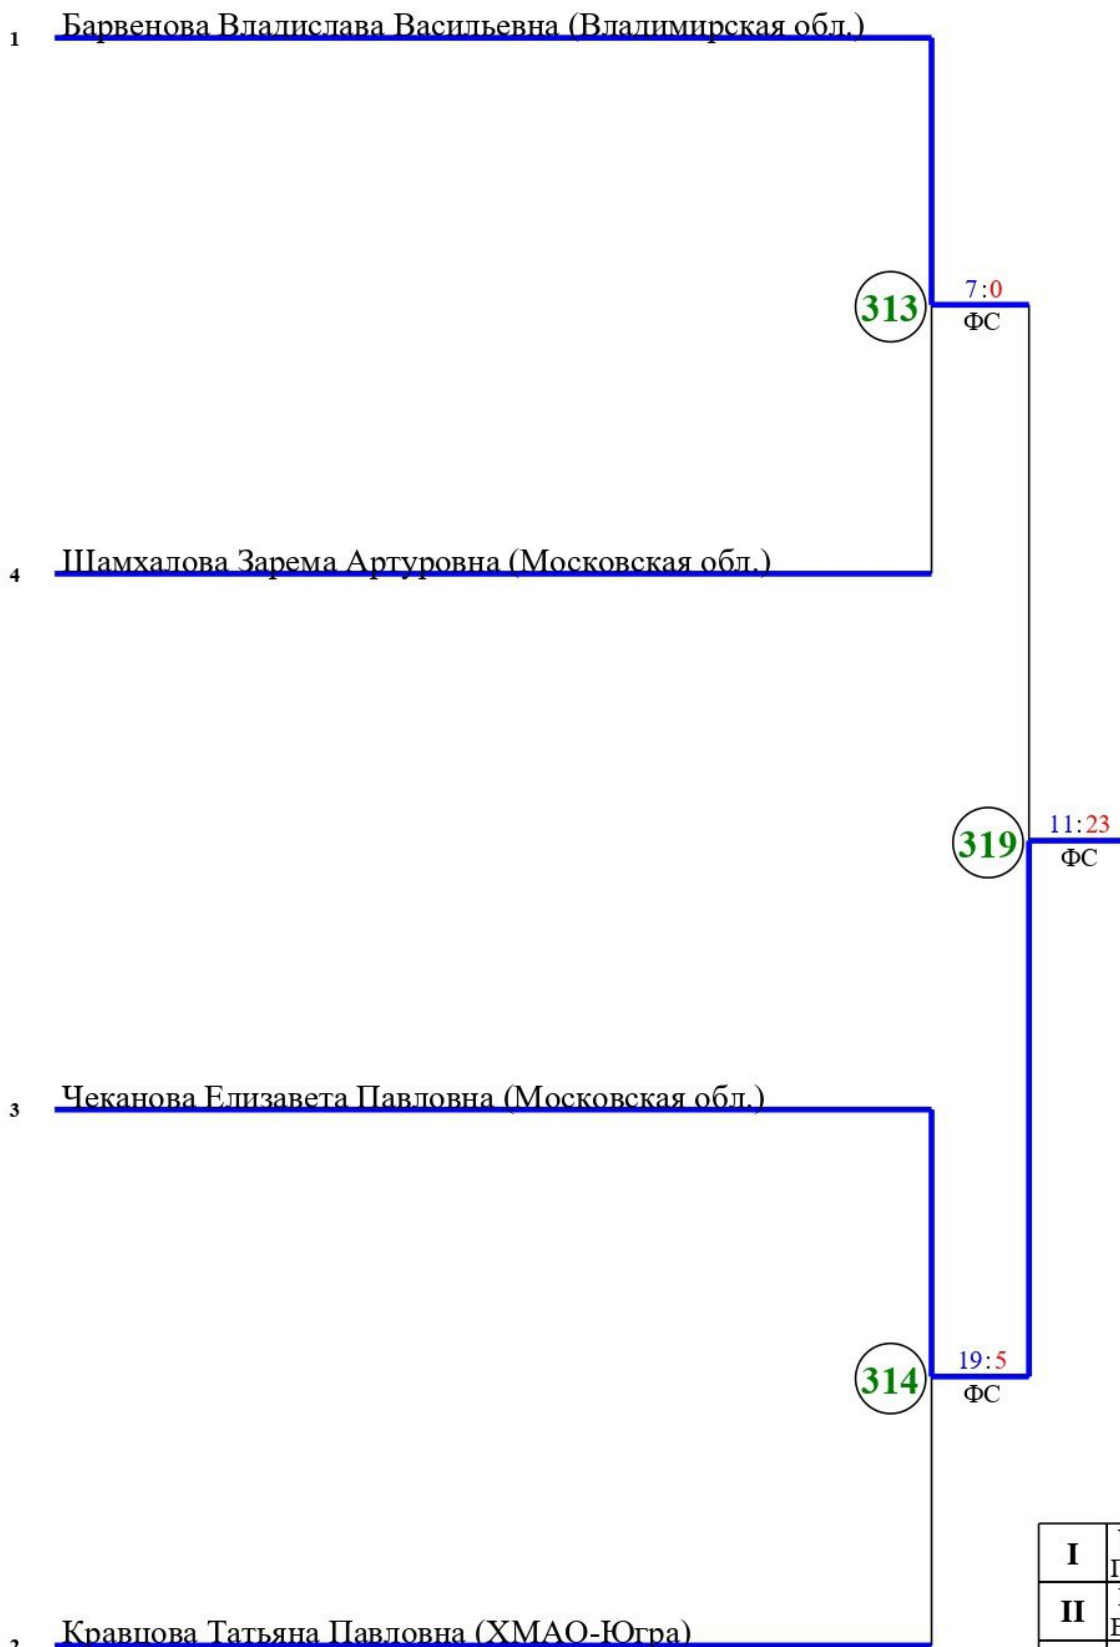 1 Барвенова Владислава Васильевна (Владимирская обл.)
313 7:0
ФС
4 Шамхалова Зарема Артуровна (Московская обл.)
319 11:23
ФС
3 Чеканова Елизавета Павловна (Московская обл.)
314 19:5
ФС
I
II
2 Кравцова Татьяна Павловна (ХМАО-Югра)